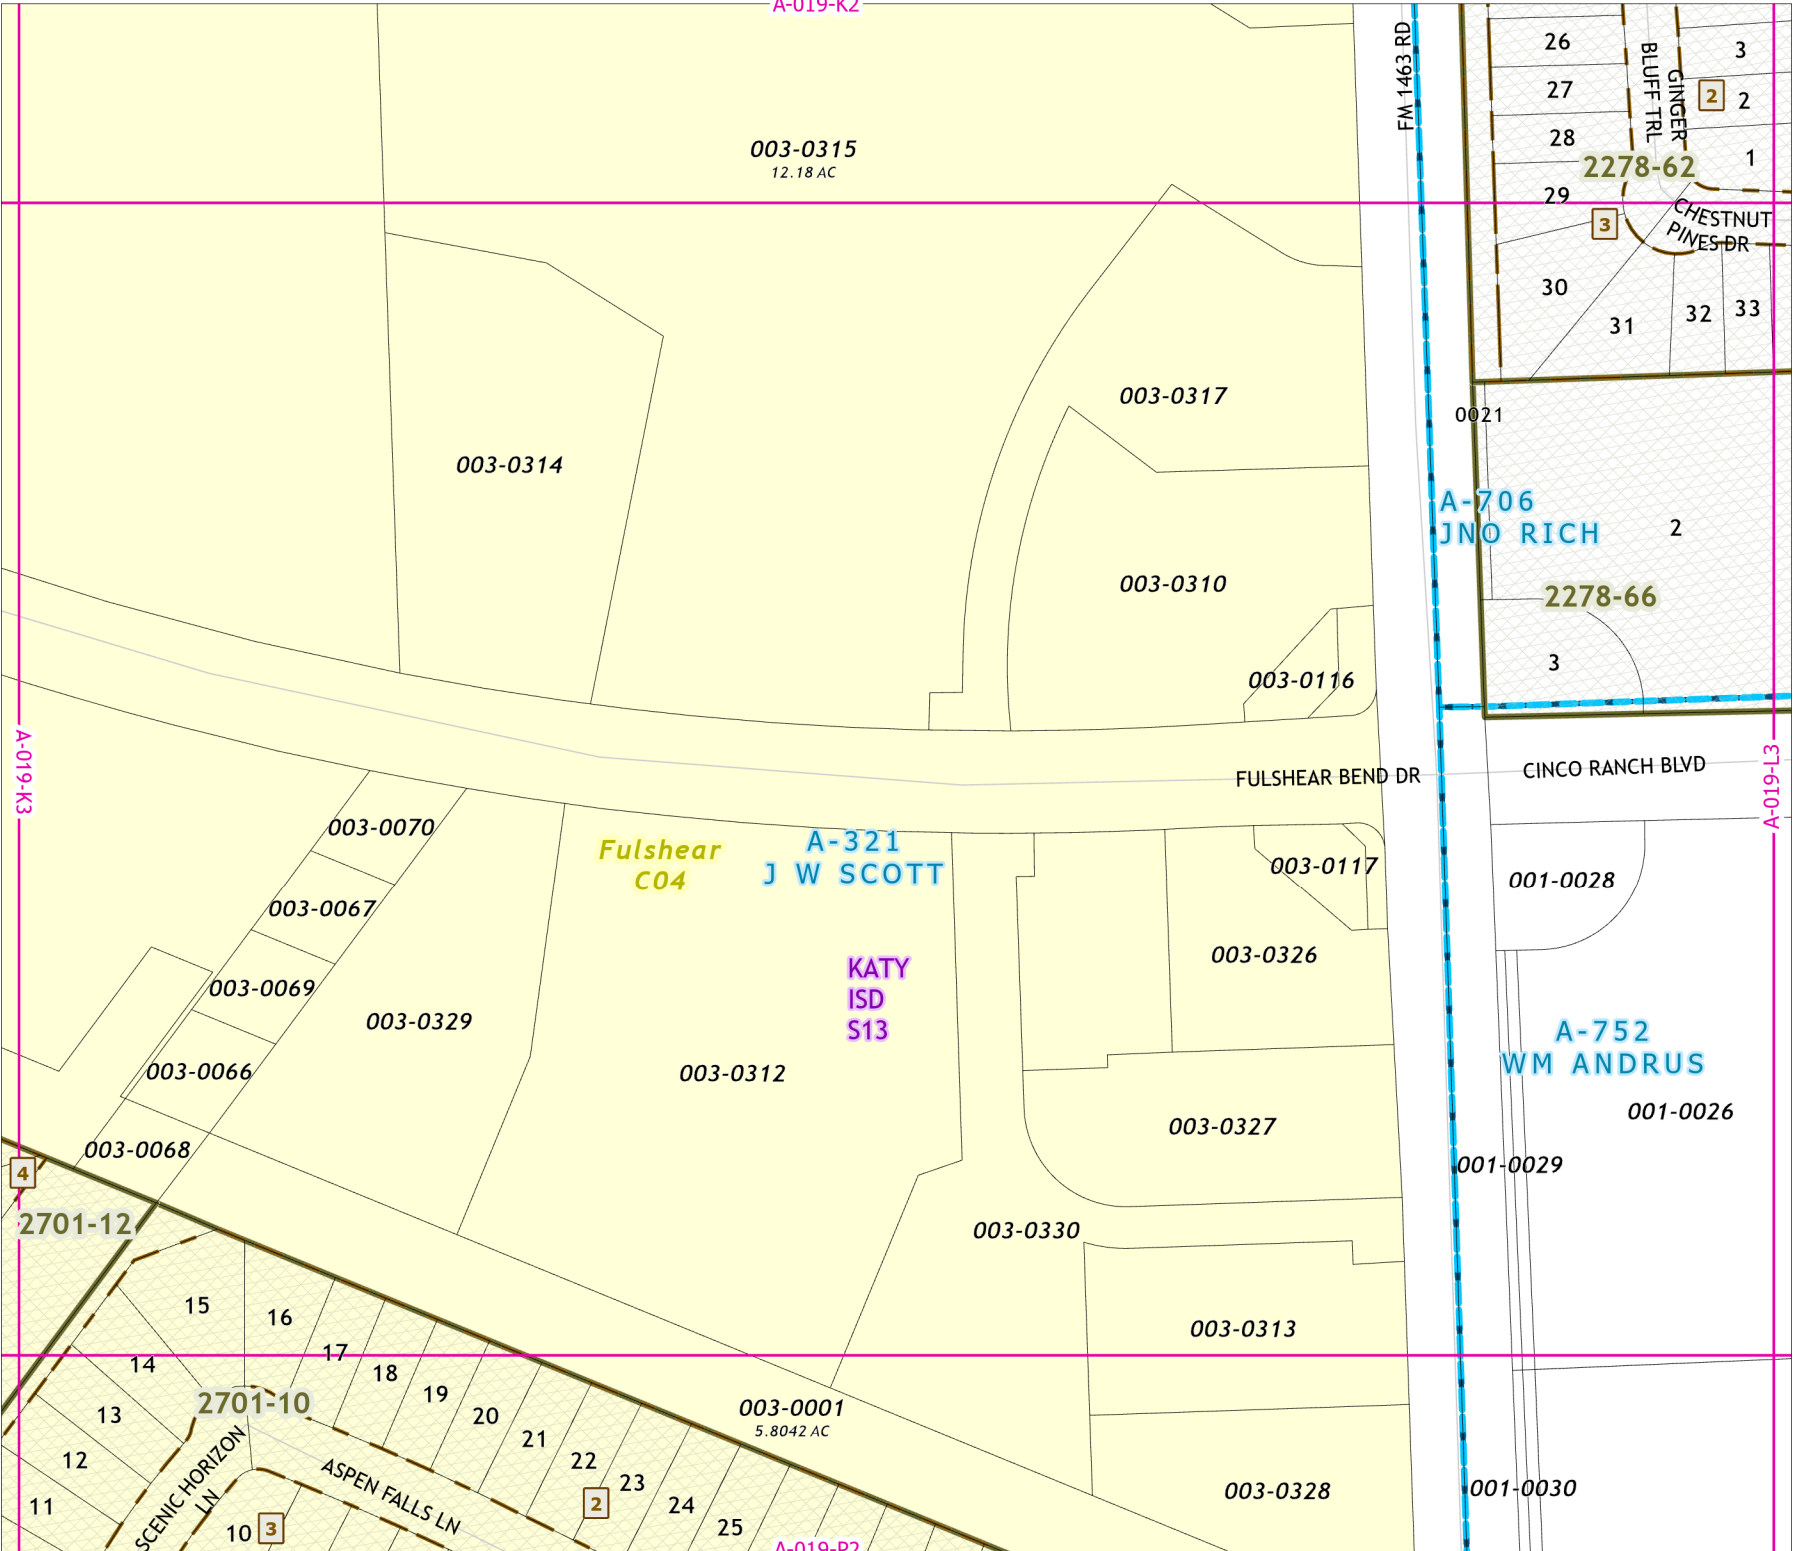 A-019-K2
FM 1463 RD
26
27
28
29
30
31
32
33
3
2
2
1
GINGER
BLUFF TRL
2278-62
3
CHESTNUT
PINES DR
003-0315
12.18 AC
003-0317
003-0314
0021
A-706
JNO RICH
2
003-0310
2278-66
3
003-0116
A-019-K3
A-019-L3
FULSHEAR BEND DR
CINCO RANCH BLVD
003-0070
Fulshear
C04
A-321
J W SCOTT
003-0117
001-0028
003-0067
003-0326
KATY
ISD
S13
003-0069
003-0329
A-752
WM ANDRUS
003-0066
003-0312
001-0026
003-0327
003-0068
001-0029
4
2701-12
003-0330
15
16
003-0313
17
14
18
19
2701-10
003-0001
5.8042 AC
13
20
21
12
22
23
SCENIC HORIZON
LN
ASPEN FALLS LN
003-0328
001-0030
11
2
24
25
10
3
A-019-P2